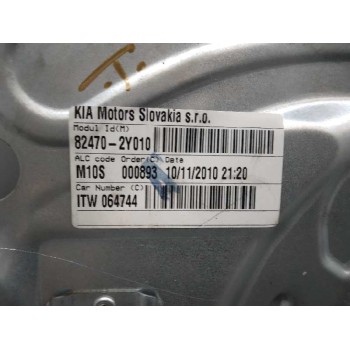 KIA Motors Slovakia s.r.o.
Modul Id(M)
82470-2Y010
ALC code Order(C) Date
M10S 000893 10/11/2010 21:20
Car Number (C)
ITW 064744